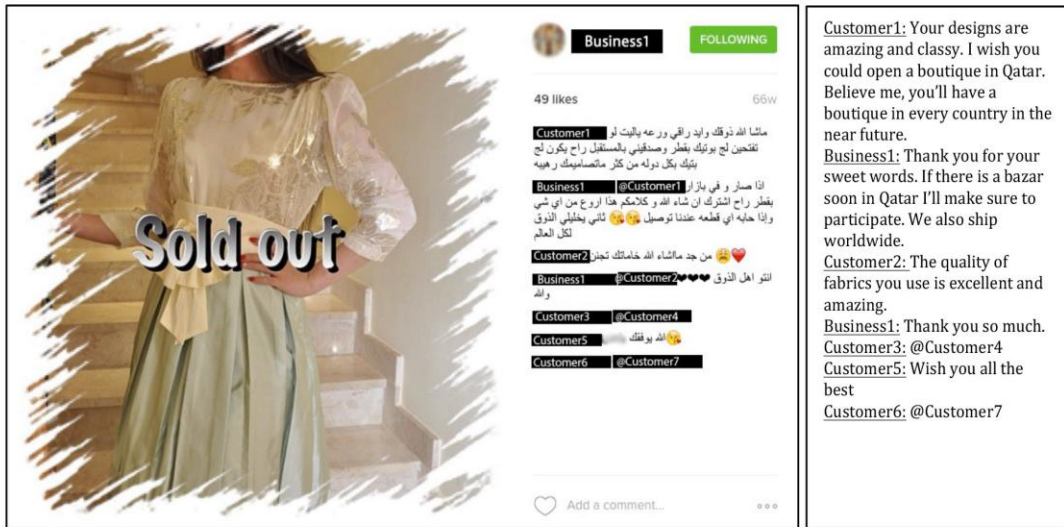 Sold out
Business1
FOLLOWING
49 likes
66w
Customer1 ماشا الله ذوقك وايد راقي ورعه ياليت لو
تفتحين لج بوتيك بقطر وصدقيني بالمستقبل راح يكون لج
بتيك بكل دوله من كثر ماتصاميمك رهيبه
Business1 @Customer1 اذا صار و في بازار
بقطر راح اشترك ان شاء الله و كلامكم هذا اروع من اي شي
ثاني يخليلي الذوق 😘😘 وإذا حابه اي قطعه عندنا توصيل
لكل العالم
Customer2 من جد مااشاء الله خاماتك تجنن 😩❤️
Business1 @Customer2 ❤❤❤ انتو اهل الذوق
والله
Customer3 @Customer4
Customer5 الله يوفقك 😘
Customer6 @Customer7
Add a comment...
Customer1: Your designs are
amazing and classy. I wish you
could open a boutique in Qatar.
Believe me, you'll have a
boutique in every country in the
near future.
Business1: Thank you for your
sweet words. If there is a bazar
soon in Qatar I'll make sure to
participate. We also ship
worldwide.
Customer2: The quality of
fabrics you use is excellent and
amazing.
Business1: Thank you so much.
Customer3: @Customer4
Customer5: Wish you all the
best
Customer6: @Customer7